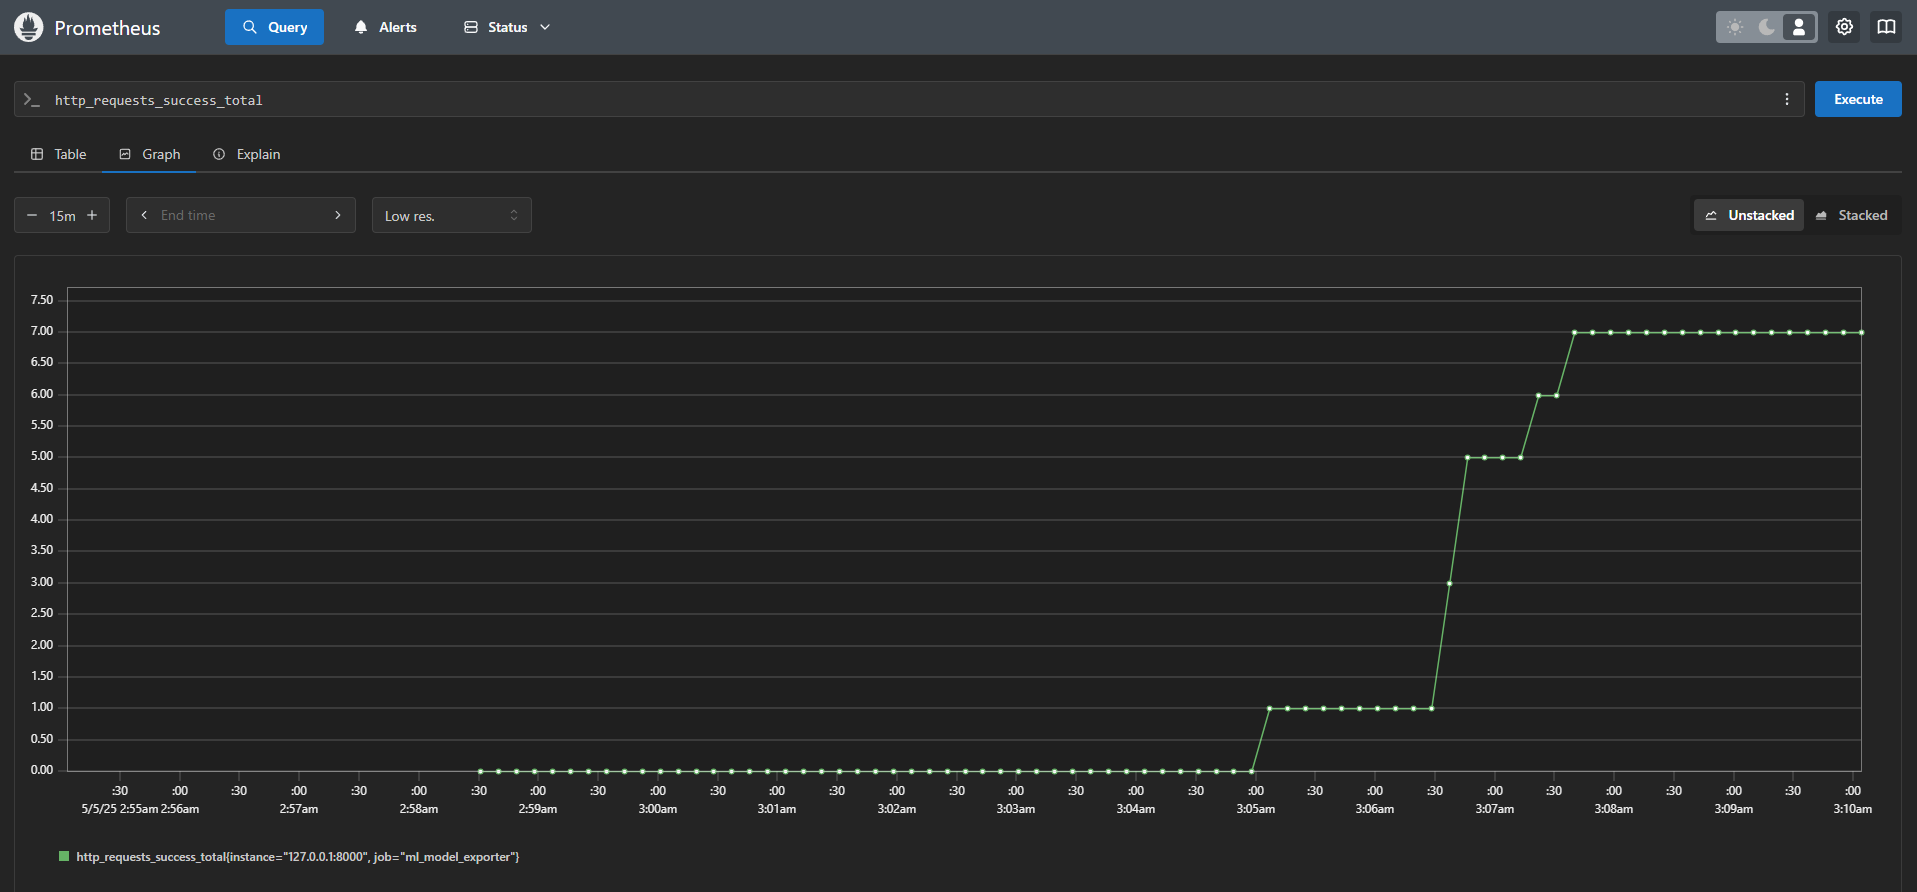 Prometheus Query Alerts Status
http_requests_success_total Execute
Table Graph Explain
15m End time Low res. Unstacked Stacked
7.50
7.00
6.50
6.00
5.50
5.00
4.50
4.00
3.50
3.00
2.50
2.00
1.50
1.00
0.50
0.00
:30 :00 :30 :00 :30 :00 :30 :00 :30 :00 :30 :00 :30 :00 :30 :00 :30 :00 :30 :00 :30 :00 :30 :00 :30 :00 :30 :00 :30 :00
5/5/25 2:55am 2:56am 2:57am 2:58am 2:59am 3:00am 3:01am 3:02am 3:03am 3:04am 3:05am 3:06am 3:07am 3:08am 3:09am 3:10am
http_requests_success_total{instance="127.0.0.1:8000", job="ml_model_exporter"}